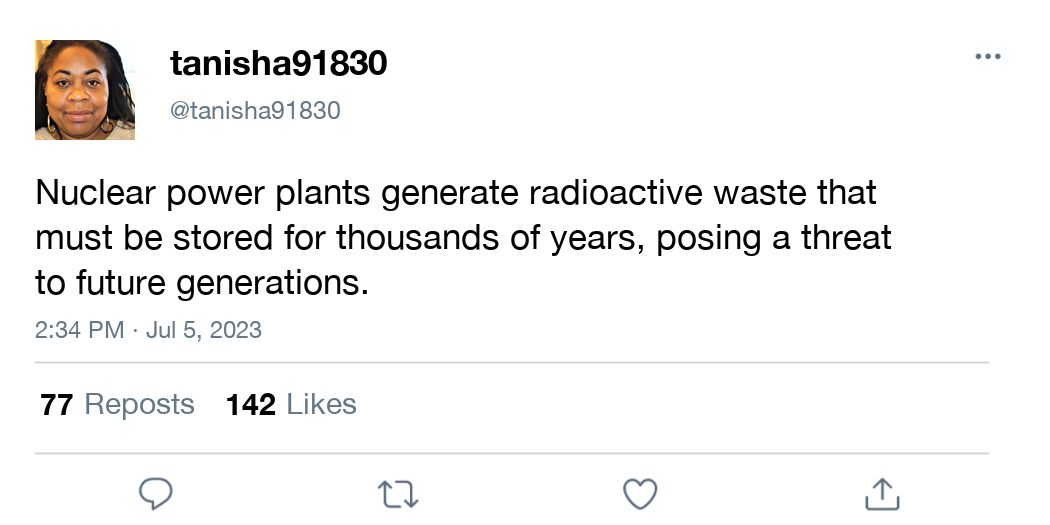 tanisha91830
@tanisha91830
Nuclear power plants generate radioactive waste that
must be stored for thousands of years, posing a threat
to future generations.
2:34 PM · Jul 5, 2023
77 Reposts 142 Likes